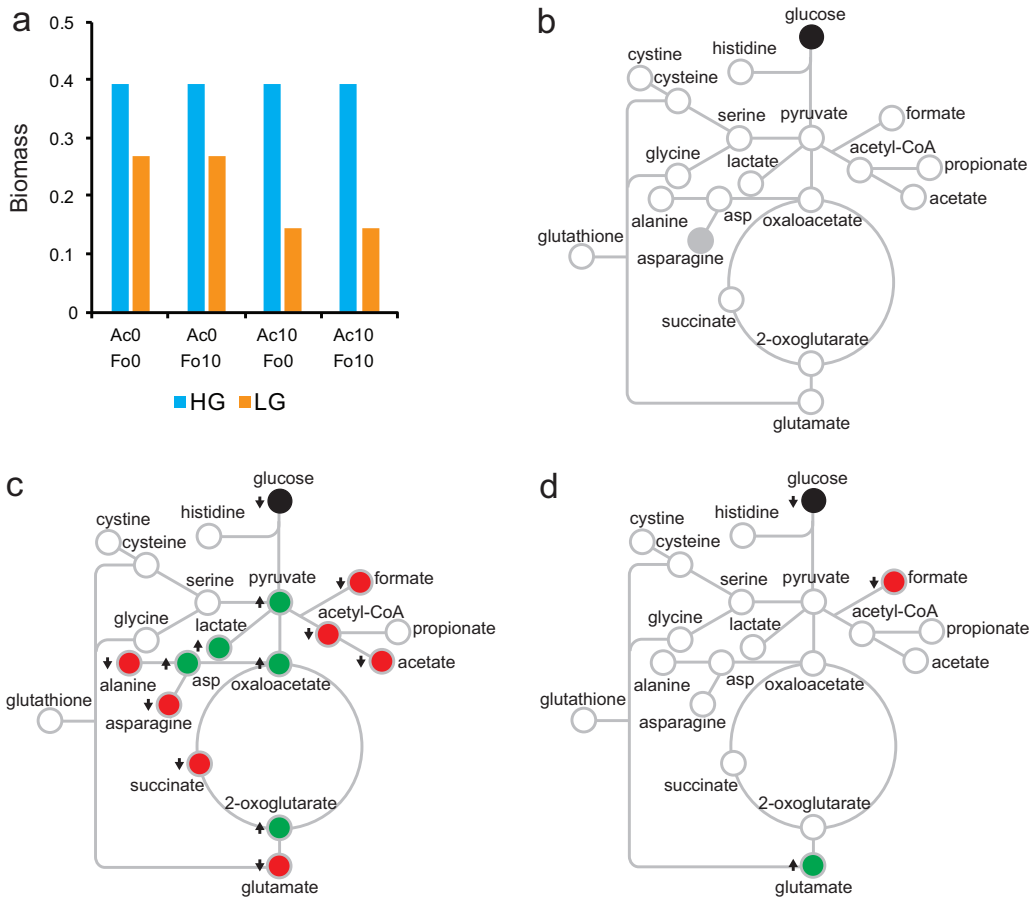 a
0.5
0.4
0.3
0.2
0.1
0
Biomass
Ac0 Ac0 Ac10 Ac10
Fo0 Fo10 Fo0 Fo10
HG LG
b
glucose
histidine
cystine
cysteine
serine
pyruvate
formate
acetyl-CoA
propionate
glycine
lactate
acetate
alanine
asp
oxaloacetate
glutathione
asparagine
succinate
2-oxoglutarate
glutamate
c
glucose
histidine
cystine
cysteine
serine
pyruvate
formate
acetyl-CoA
propionate
glycine
lactate
acetate
alanine
asp
oxaloacetate
glutathione
asparagine
succinate
2-oxoglutarate
glutamate
d
glucose
histidine
cystine
cysteine
serine
pyruvate
formate
acetyl-CoA
propionate
glycine
lactate
acetate
alanine
asp
oxaloacetate
glutathione
asparagine
succinate
2-oxoglutarate
glutamate